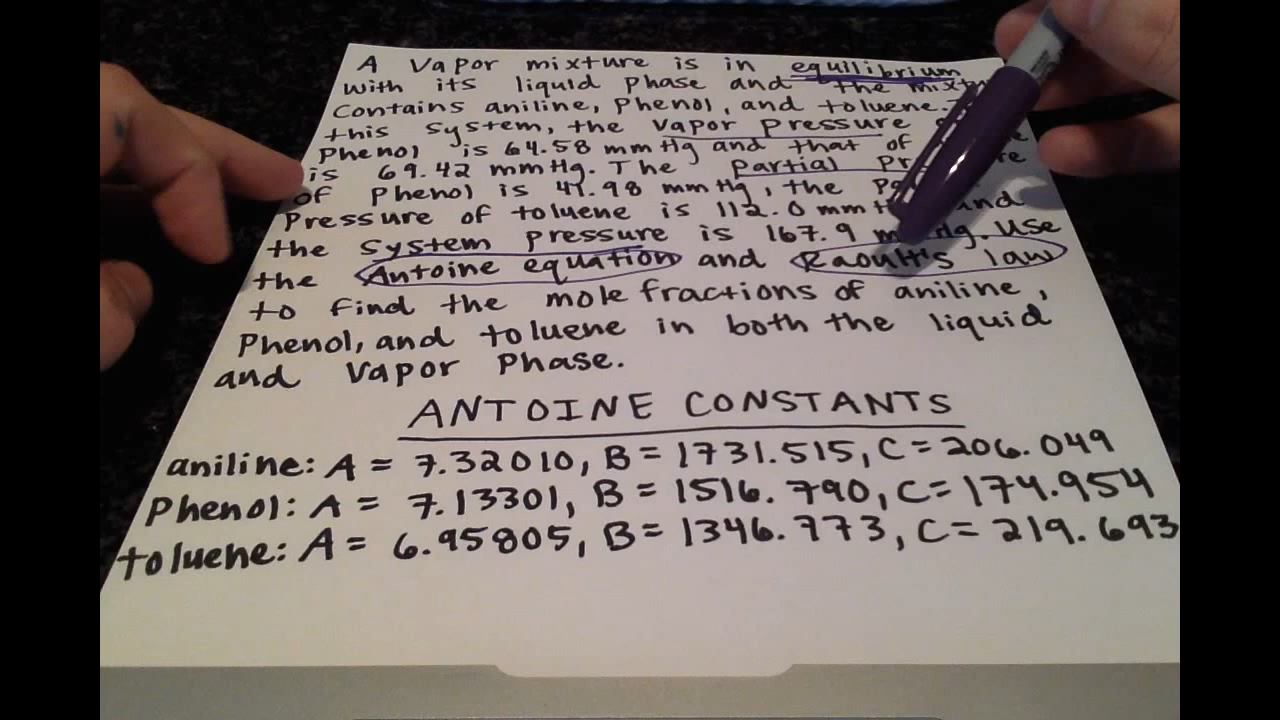 A vapor mixture is in equilibrium
with its liquid phase and the
contains aniline, phenol, and toluene.
this system, the vapor pressure
phenol is 64.58 mmHg and that of
is 69.42 mmHg. The partial
of phenol is 41.98 mmHg, the
pressure of toluene is 112.0 and
the system pressure is 167.9 Use
the Antoine equation and Raoult's law
to find the mole fractions of aniline,
phenol, and toluene in both the liquid
and vapor phase.
ANTOINE CONSTANTS
aniline: A = 7.32010, B = 1731.515, C = 206.049
Phenol: A = 7.13301, B = 1516.790, C = 174.954
toluene: A = 6.95805, B = 1346.773, C = 219.693